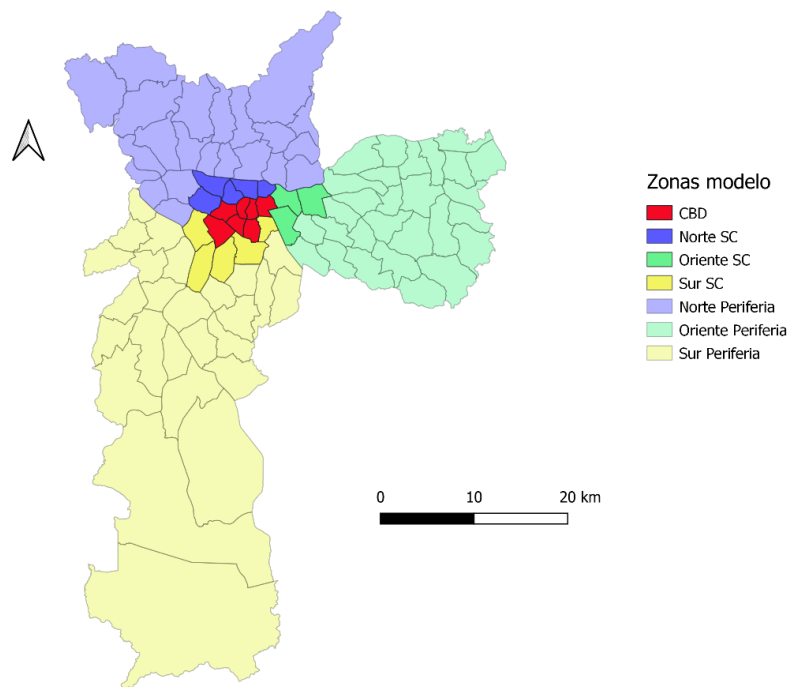 Zonas modelo
CBD
Norte SC
Oriente SC
Sur SC
Norte Periferia
Oriente Periferia
Sur Periferia
0 10 20 km